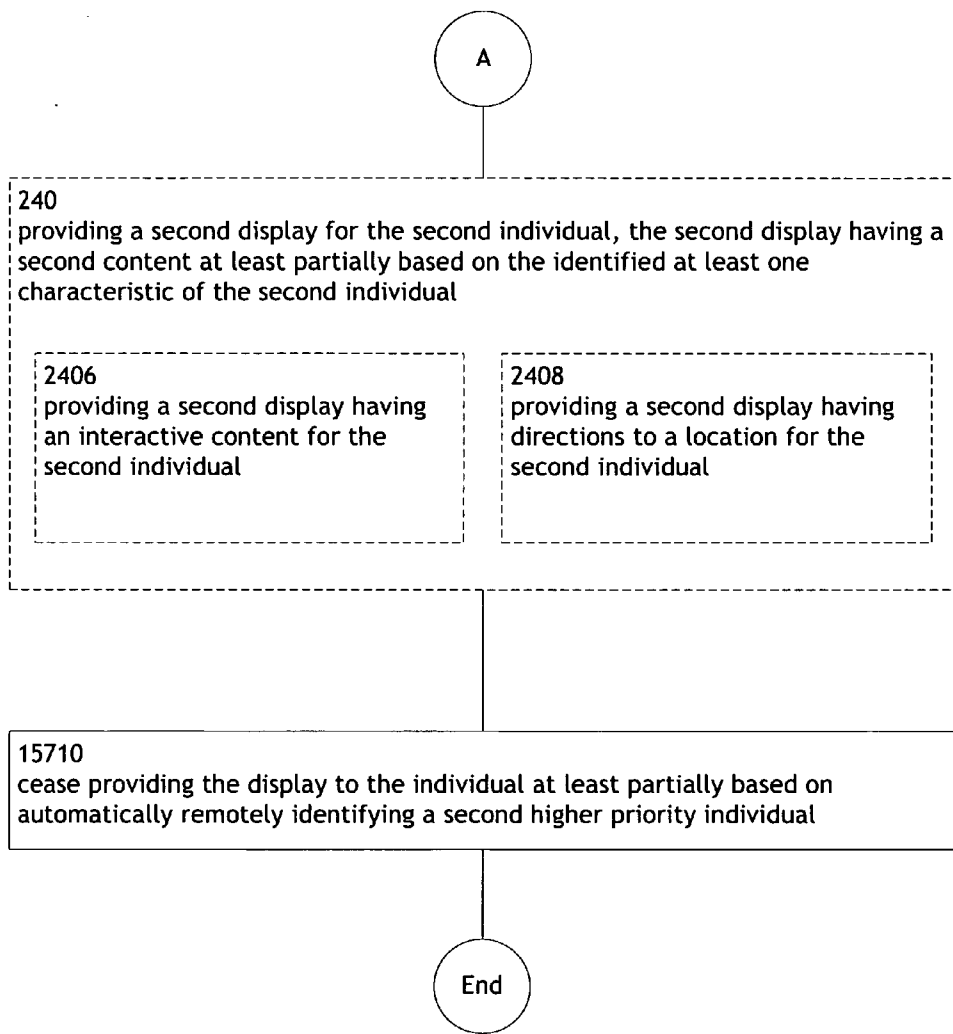 A
240
providing a second display for the second individual, the second display having a
second content at least partially based on the identified at least one
characteristic of the second individual
2406
providing a second display having
an interactive content for the
second individual
2408
providing a second display having
directions to a location for the
second individual
15710
cease providing the display to the individual at least partially based on
automatically remotely identifying a second higher priority individual
End